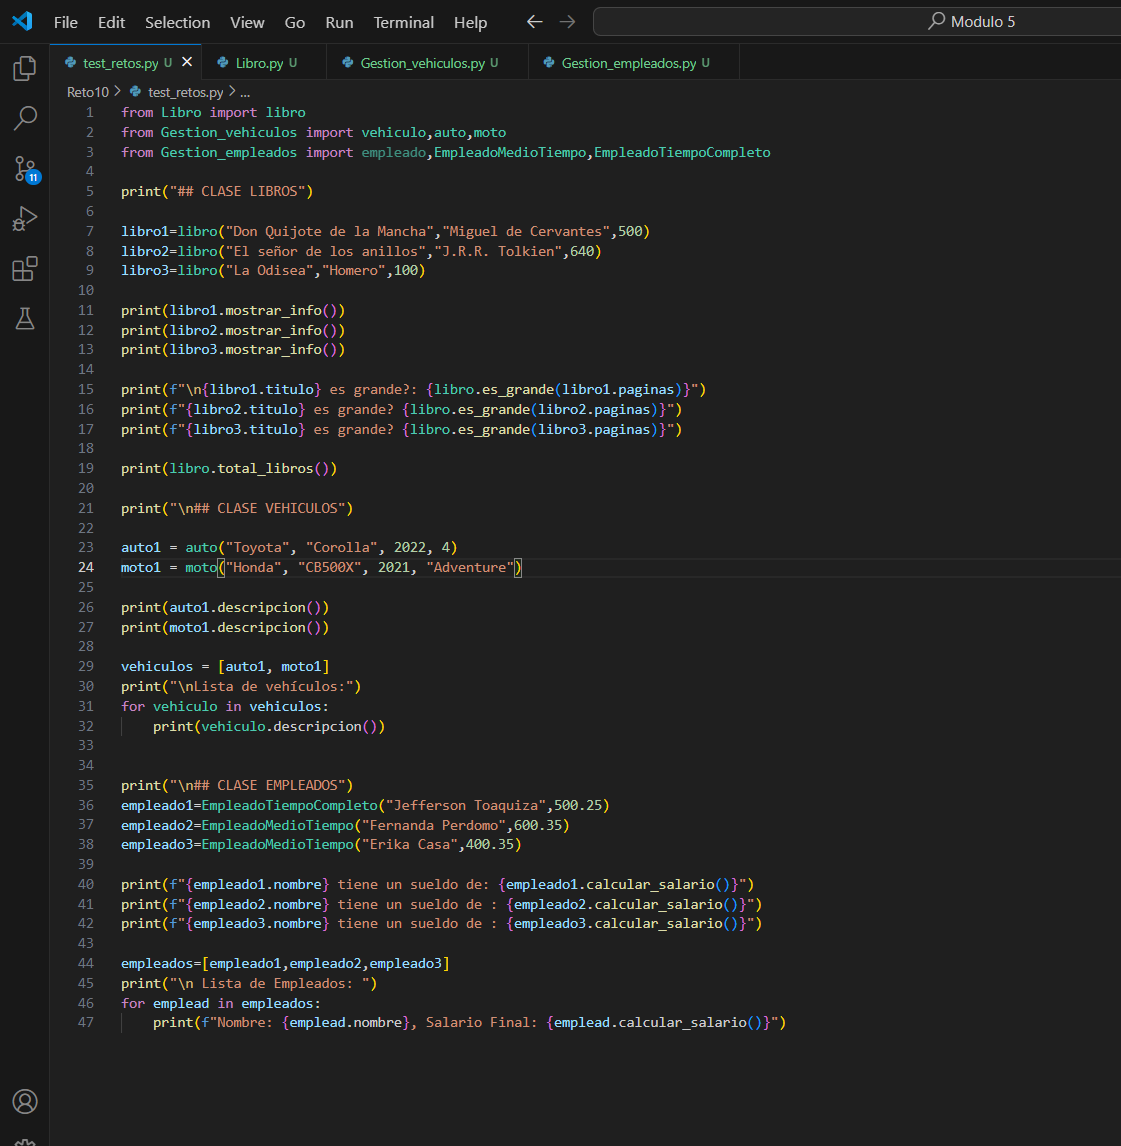 File Edit Selection View Go Run Terminal Help ← → Modulo 5
test_retos.py U × Libro.py U Gestion_vehiculos.py U Gestion_empleados.py U
Reto10 > test_retos.py > ...
1 from Libro import libro
2 from Gestion_vehiculos import vehiculo,auto,moto
3 from Gestion_empleados import empleado,EmpleadoMedioTiempo,EmpleadoTiempoCompleto
4
5 print("## CLASE LIBROS")
6
7 libro1=libro("Don Quijote de la Mancha","Miguel de Cervantes",500)
8 libro2=libro("El señor de los anillos","J.R.R. Tolkien",640)
9 libro3=libro("La Odisea","Homero",100)
10
11 print(libro1.mostrar_info())
12 print(libro2.mostrar_info())
13 print(libro3.mostrar_info())
14
15 print(f"\n{libro1.titulo} es grande?: {libro.es_grande(libro1.paginas)}")
16 print(f"{libro2.titulo} es grande? {libro.es_grande(libro2.paginas)}")
17 print(f"{libro3.titulo} es grande? {libro.es_grande(libro3.paginas)}")
18
19 print(libro.total_libros())
20
21 print("\n## CLASE VEHICULOS")
22
23 auto1 = auto("Toyota", "Corolla", 2022, 4)
24 moto1 = moto("Honda", "CB500X", 2021, "Adventure")
25
26 print(auto1.descripcion())
27 print(moto1.descripcion())
28
29 vehiculos = [auto1, moto1]
30 print("\nLista de vehículos:")
31 for vehiculo in vehiculos:
32     print(vehiculo.descripcion())
33
34
35 print("\n## CLASE EMPLEADOS")
36 empleado1=EmpleadoTiempoCompleto("Jefferson Toaquiza",500.25)
37 empleado2=EmpleadoMedioTiempo("Fernanda Perdomo",600.35)
38 empleado3=EmpleadoMedioTiempo("Erika Casa",400.35)
39
40 print(f"{empleado1.nombre} tiene un sueldo de: {empleado1.calcular_salario()}")
41 print(f"{empleado2.nombre} tiene un sueldo de : {empleado2.calcular_salario()}")
42 print(f"{empleado3.nombre} tiene un sueldo de : {empleado3.calcular_salario()}")
43
44 empleados=[empleado1,empleado2,empleado3]
45 print("\n Lista de Empleados: ")
46 for emplead in empleados:
47     print(f"Nombre: {emplead.nombre}, Salario Final: {emplead.calcular_salario()}")
11